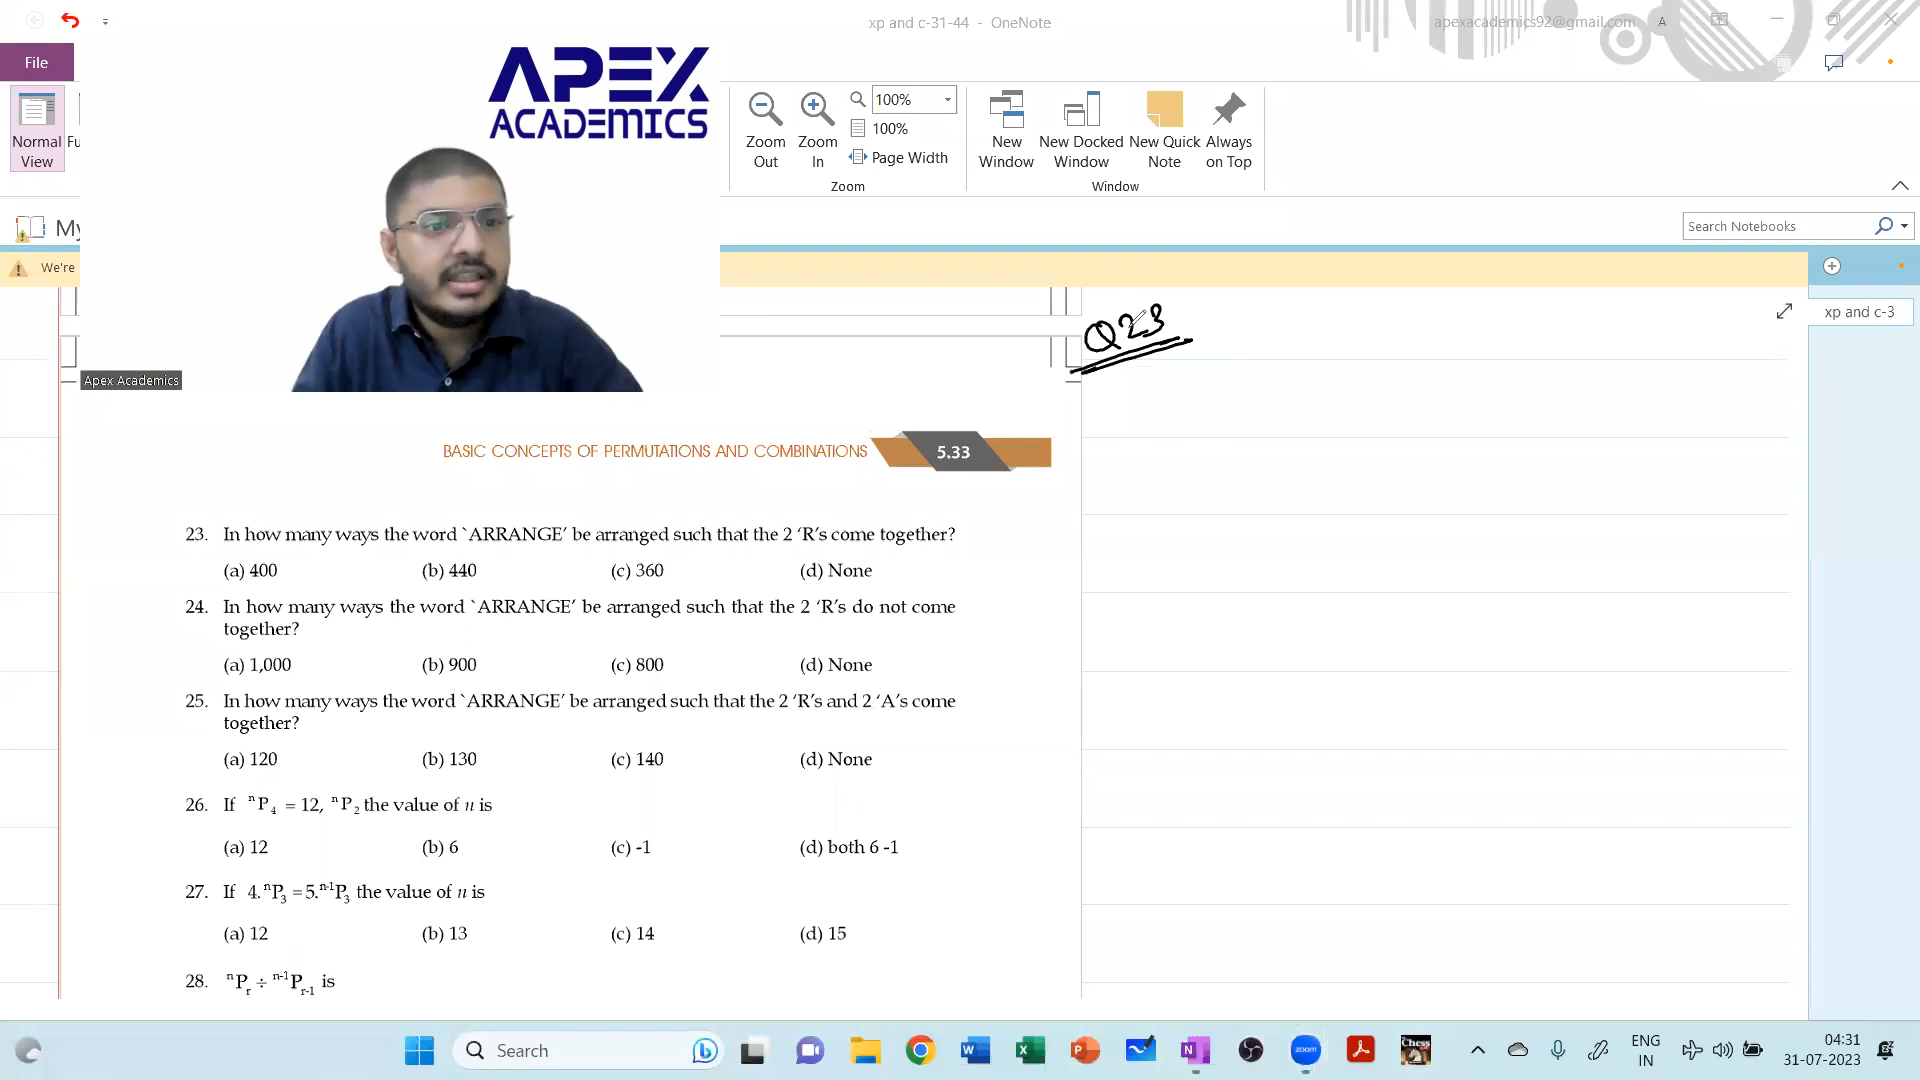 xp and c-31-44 - OneNote
apexacademics92@gmail.com A
File
APEX
ACADEMICS
Normal
View
Fu
Zoom
Out
Zoom
In
100%
100%
Page Width
Zoom
New
Window
New Docked
Window
New Quick
Note
Always
on Top
Window
My
Search Notebooks
We're
xp and c-3
Q23
Apex Academics
BASIC CONCEPTS OF PERMUTATIONS AND COMBINATIONS 5.33
23. In how many ways the word `ARRANGE' be arranged such that the 2 ‘R’s come together?
(a) 400 (b) 440 (c) 360 (d) None
24. In how many ways the word `ARRANGE’ be arranged such that the 2 ‘R’s do not come
together?
(a) 1,000 (b) 900 (c) 800 (d) None
25. In how many ways the word `ARRANGE’ be arranged such that the 2 ‘R’s and 2 ‘A’s come
together?
(a) 120 (b) 130 (c) 140 (d) None
26. If ⁿP₄ = 12, ⁿP₂ the value of n is
(a) 12 (b) 6 (c) -1 (d) both 6 -1
27. If 4.ⁿP₃ = 5.ⁿ⁻¹P₃ the value of n is
(a) 12 (b) 13 (c) 14 (d) 15
28. ⁿPᵣ ÷ ⁿ⁻¹Pᵣ₋₁ is
Search
Chess
zoom
ENG
IN
04:31
31-07-2023